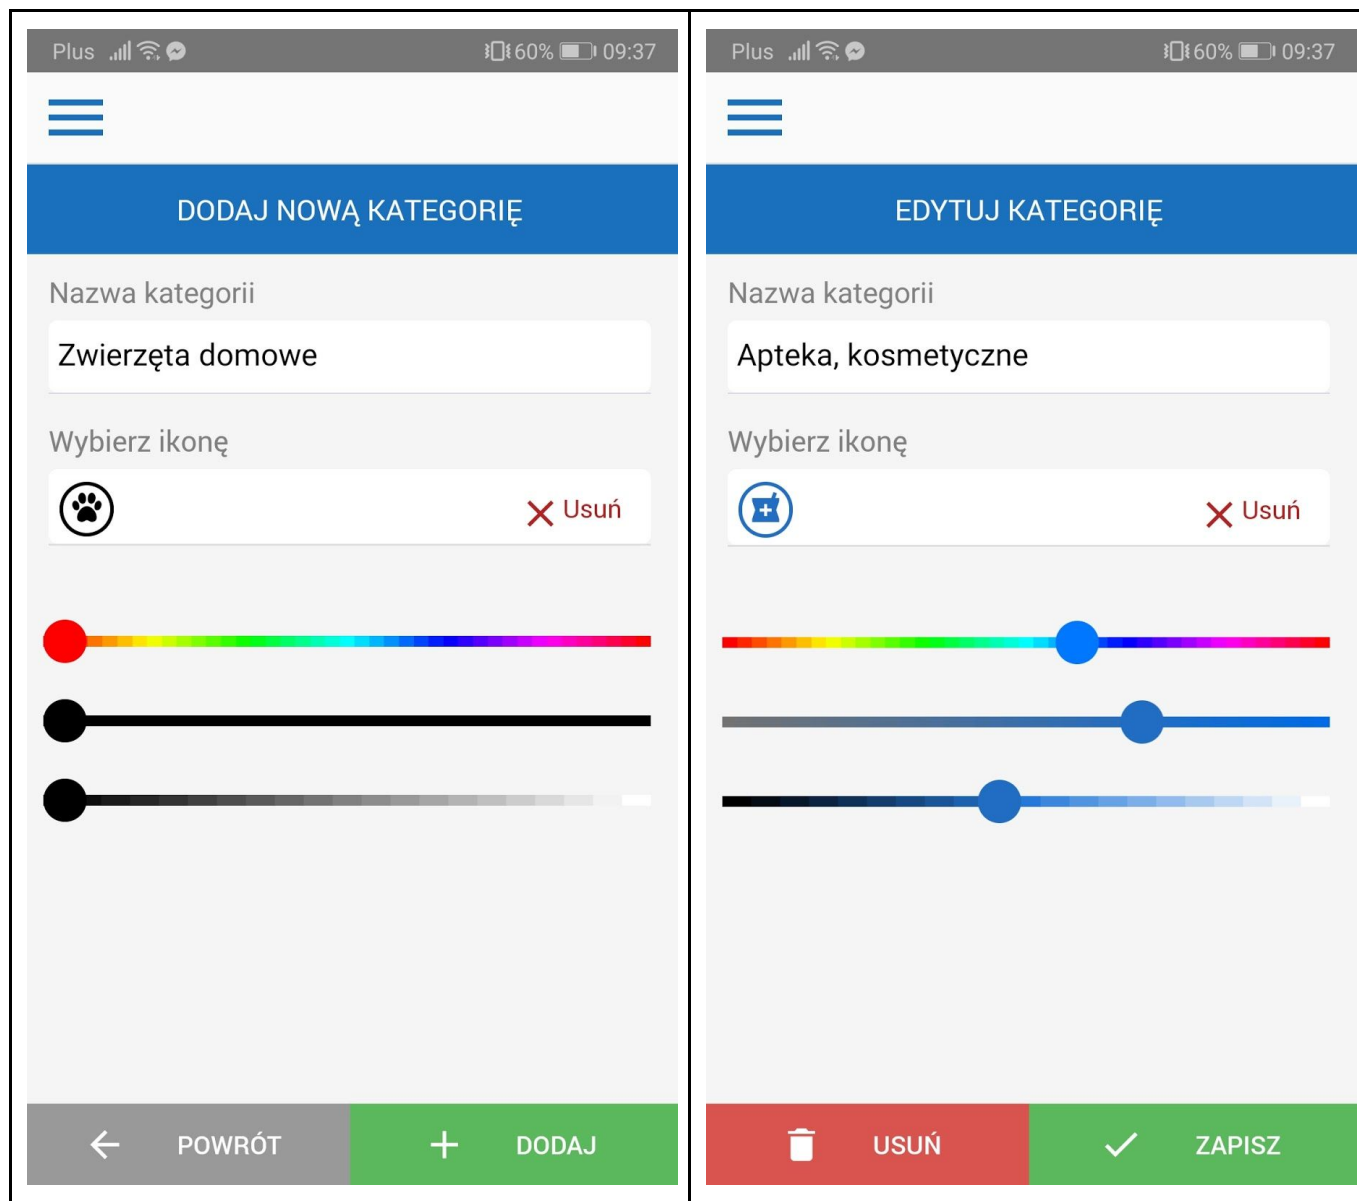 Plus 60% 09:37
DODAJ NOWĄ KATEGORIĘ
Nazwa kategorii
Zwierzęta domowe
Wybierz ikonę
Usuń
POWRÓT
DODAJ
Plus 60% 09:37
EDYTUJ KATEGORIĘ
Nazwa kategorii
Apteka, kosmetyczne
Wybierz ikonę
Usuń
USUŃ
ZAPISZ